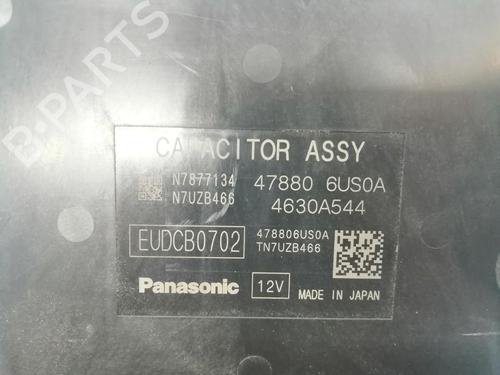 B-PARTS
CAPACITOR ASSY
N7877134
N7UZB466
47880 6US0A
4630A544
EUDCB0702
478806US0A
TN7UZB466
Panasonic
12V
MADE IN JAPAN